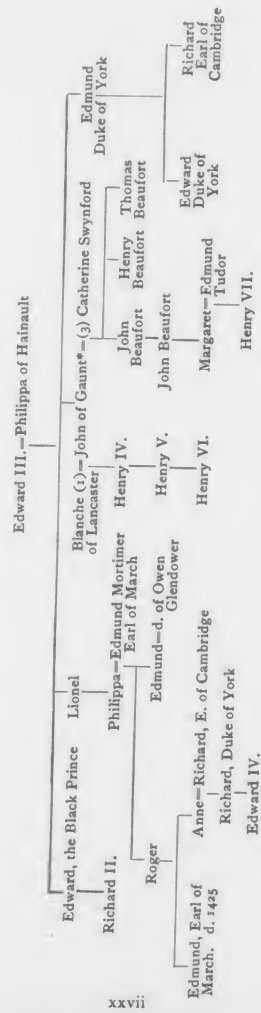 Edward III.=Philippa of Hainault
Edward, the Black Prince
Richard II.
Lionel
Philippa=Edmund Mortimer
Earl of March
Roger
Edmund=d. of Owen
Glendower
Edmund, Earl of
March. d. 1425
Anne=Richard, E. of Cambridge
Richard, Duke of York
Edward IV.
Blanche (1)=John of Gaunt*=(3) Catherine Swynford
of Lancaster
Henry IV.
Henry V.
Henry VI.
John
Beaufort
Henry
Beaufort
Thomas
Beaufort
John Beaufort
Margaret=Edmund
Tudor
Henry VII.
Edmund
Duke of York
Edward
Duke of
York
Richard
Earl of
Cambridge
xxvii